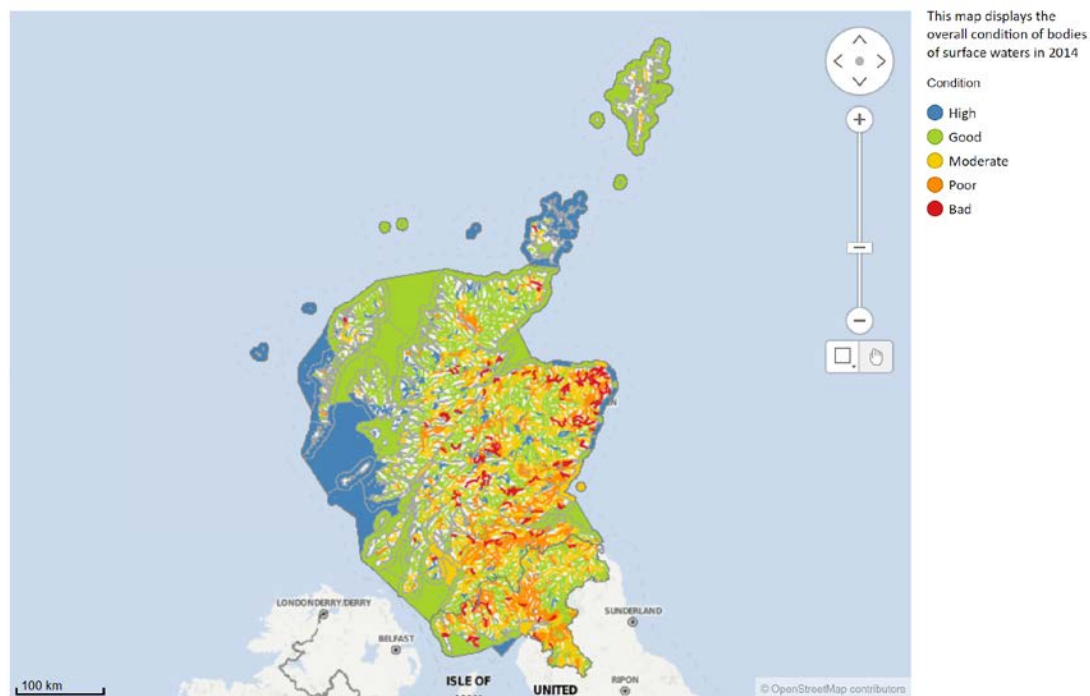 This map displays the
overall condition of bodies
of surface waters in 2014
Condition
High
Good
Moderate
Poor
Bad
LONDONDERRY/DERRY
BELFAST
SUNDERLAND
ISLE OF
UNITED
RIPON
100 km
© OpenStreetMap contributors